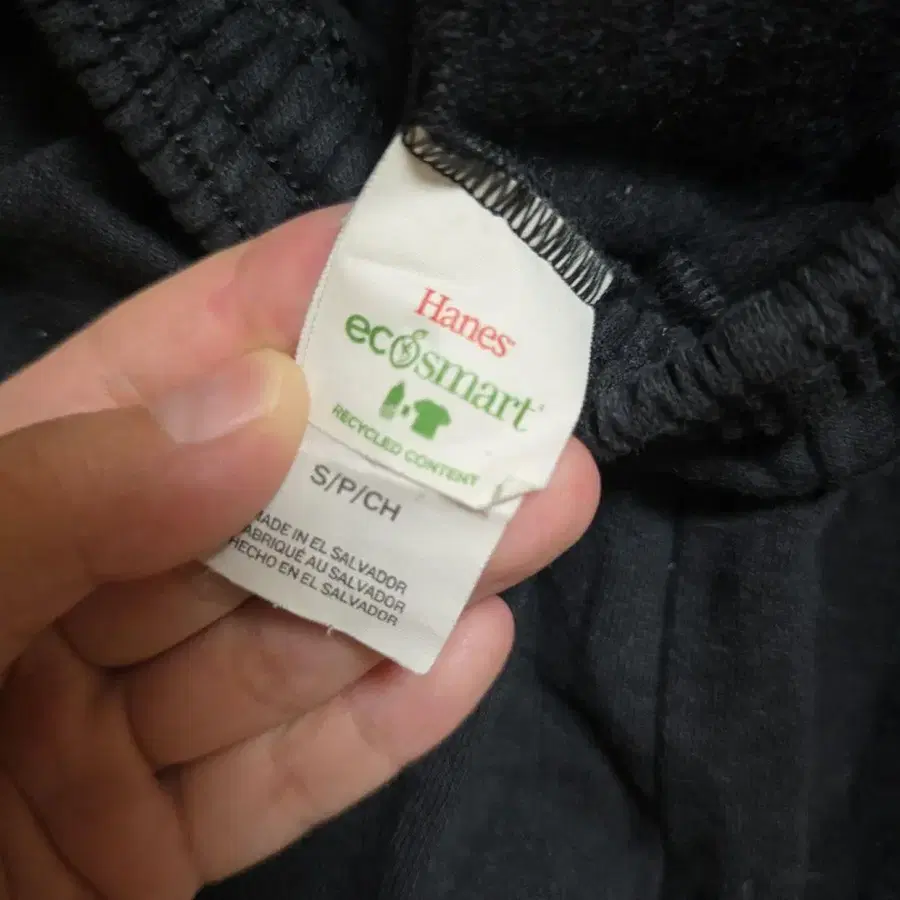 Hanes
ecosmart
RECYCLED CONTENT
S/P/CH
MADE IN EL SALVADOR
FABRIQUÉ AU SALVADOR
HECHO EN EL SALVADOR